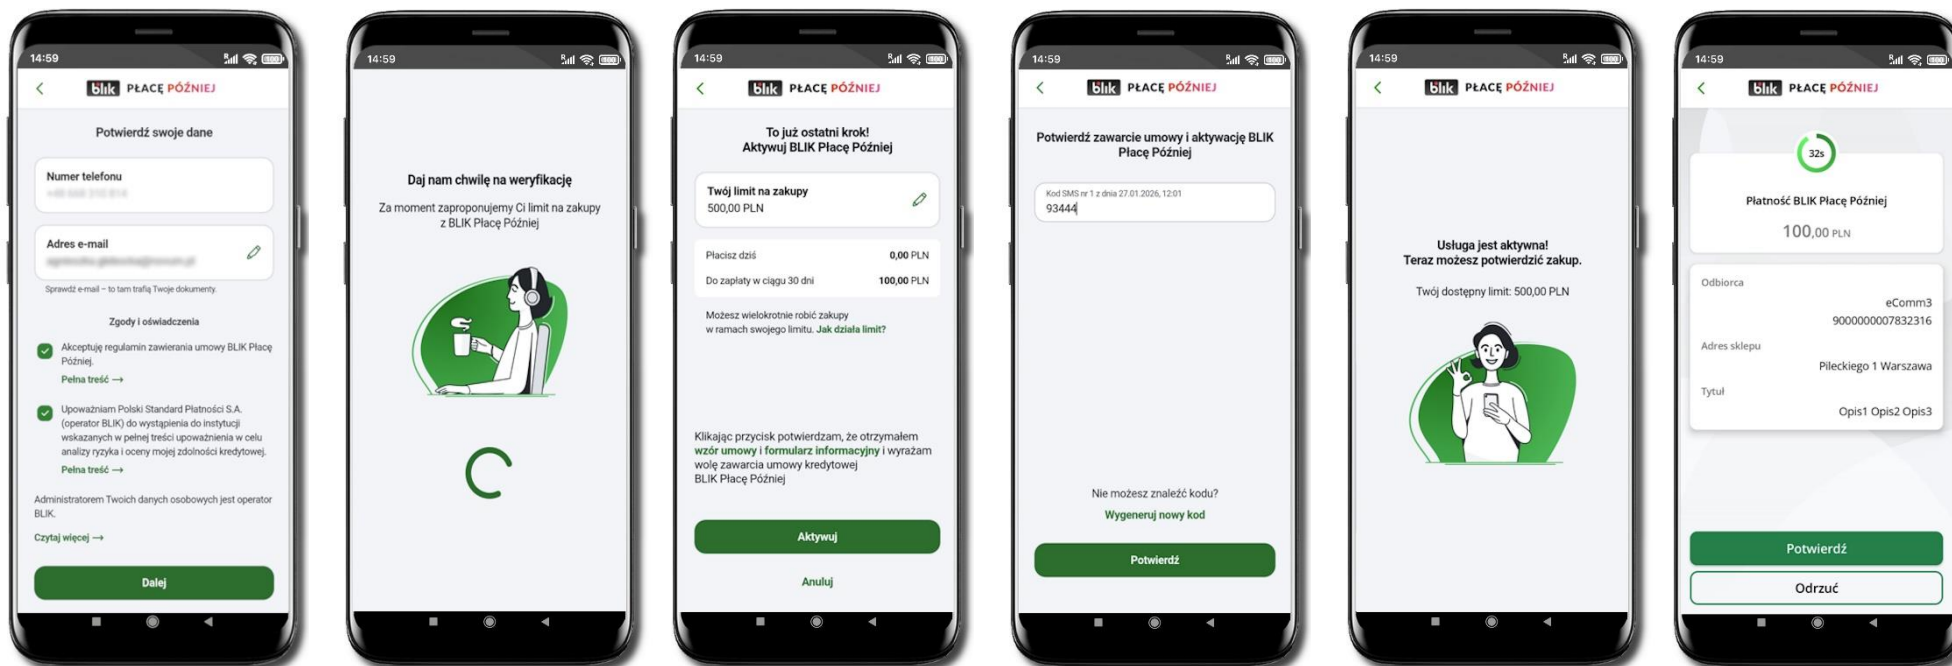 14:59
blik PŁACĘ PÓŹNIEJ
Potwierdź swoje dane
Numer telefonu
Adres e-mail
Sprawdź e-mail – to tam trafią Twoje dokumenty.
Zgody i oświadczenia
Akceptuję regulamin zawierania umowy BLIK Płacę
Później.
Pełna treść →
Upoważniam Polski Standard Płatności S.A.
(operator BLIK) do wystąpienia do instytucji
wskazanych w pełnej treści upoważnienia w celu
analizy ryzyka i oceny mojej zdolności kredytowej.
Pełna treść →
Administratorem Twoich danych osobowych jest operator
BLIK.
Czytaj więcej →
Dalej
14:59
Daj nam chwilę na weryfikację
Za moment zaproponujemy Ci limit na zakupy
z BLIK Płacę Później
14:59
blik PŁACĘ PÓŹNIEJ
To już ostatni krok!
Aktywuj BLIK Płacę Później
Twój limit na zakupy
500,00 PLN
Płacisz dziś 0,00 PLN
Do zapłaty w ciągu 30 dni 100,00 PLN
Możesz wielokrotnie robić zakupy
w ramach swojego limitu. Jak działa limit?
Klikając przycisk potwierdzam, że otrzymałem
wzór umowy i formularz informacyjny i wyrażam
wolę zawarcia umowy kredytowej
BLIK Płacę Później
Aktywuj
Anuluj
14:59
blik PŁACĘ PÓŹNIEJ
Potwierdź zawarcie umowy i aktywację BLIK
Płacę Później
Kod SMS nr 1 z dnia 27.01.2026, 12:01
93444
Nie możesz znaleźć kodu?
Wygeneruj nowy kod
Potwierdź
14:59
blik PŁACĘ PÓŹNIEJ
Usługa jest aktywna!
Teraz możesz potwierdzić zakup.
Twój dostępny limit: 500,00 PLN
14:59
blik PŁACĘ PÓŹNIEJ
32s
Płatność BLIK Płacę Później
100,00 PLN
Odbiorca
eComm3
9000000007832316
Adres sklepu
Pileckiego 1 Warszawa
Tytuł
Opis1 Opis2 Opis3
Potwierdź
Odrzuć